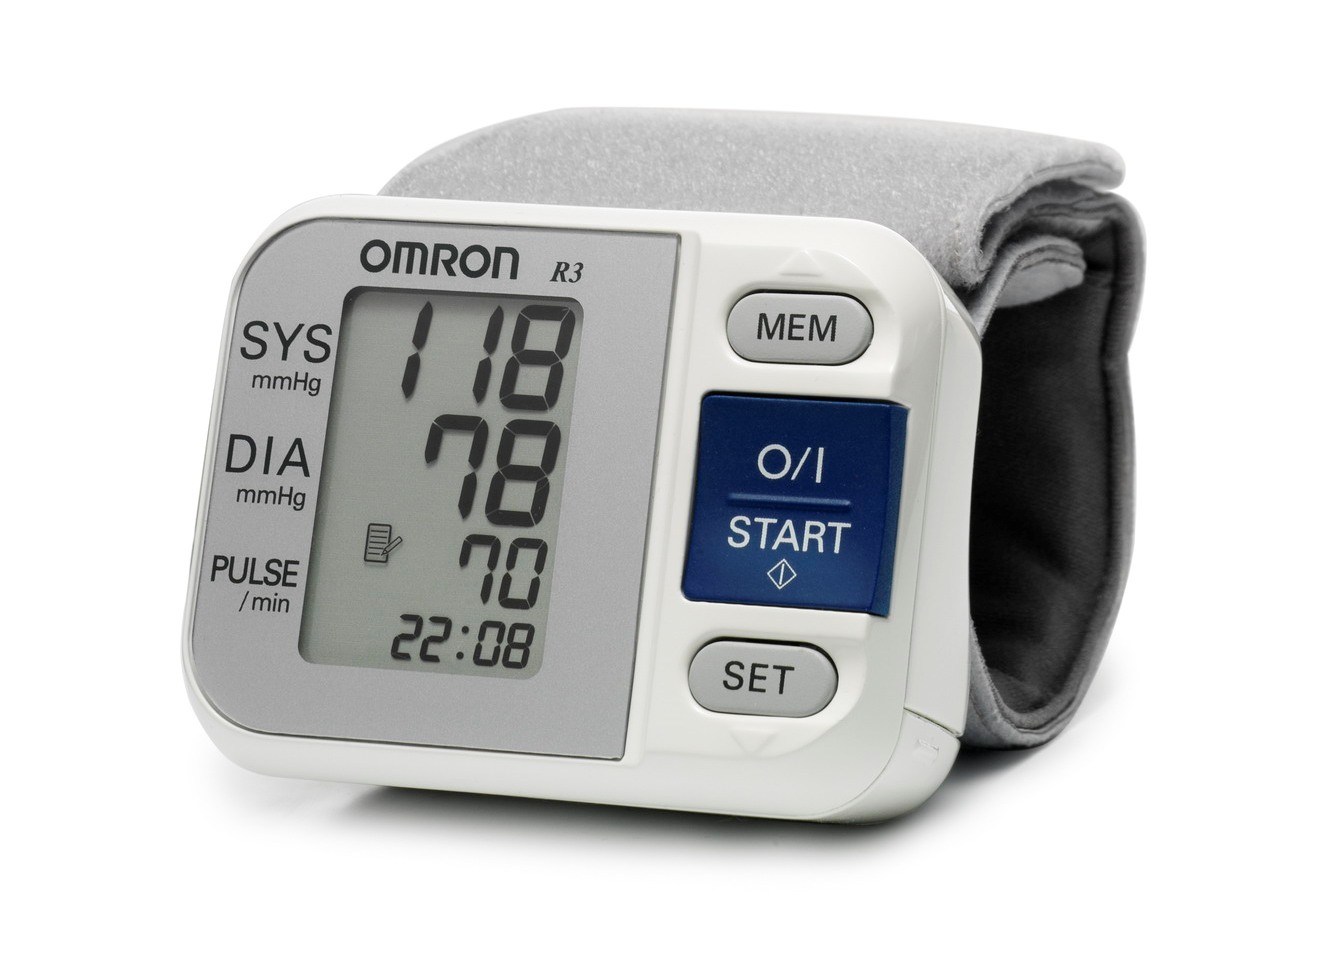 OMRON R3
SYS
mmHg
118
DIA
mmHg
78
PULSE
/min
70
22:08
MEM
O/I
START
SET